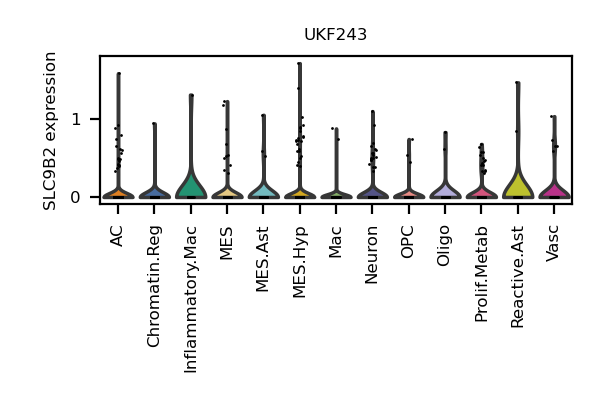 UKF243
SLC9B2 expression
1
0
AC
Chromatin.Reg
Inflammatory.Mac
MES
MES.Ast
MES.Hyp
Mac
Neuron
OPC
Oligo
Prolif.Metab
Reactive.Ast
Vasc